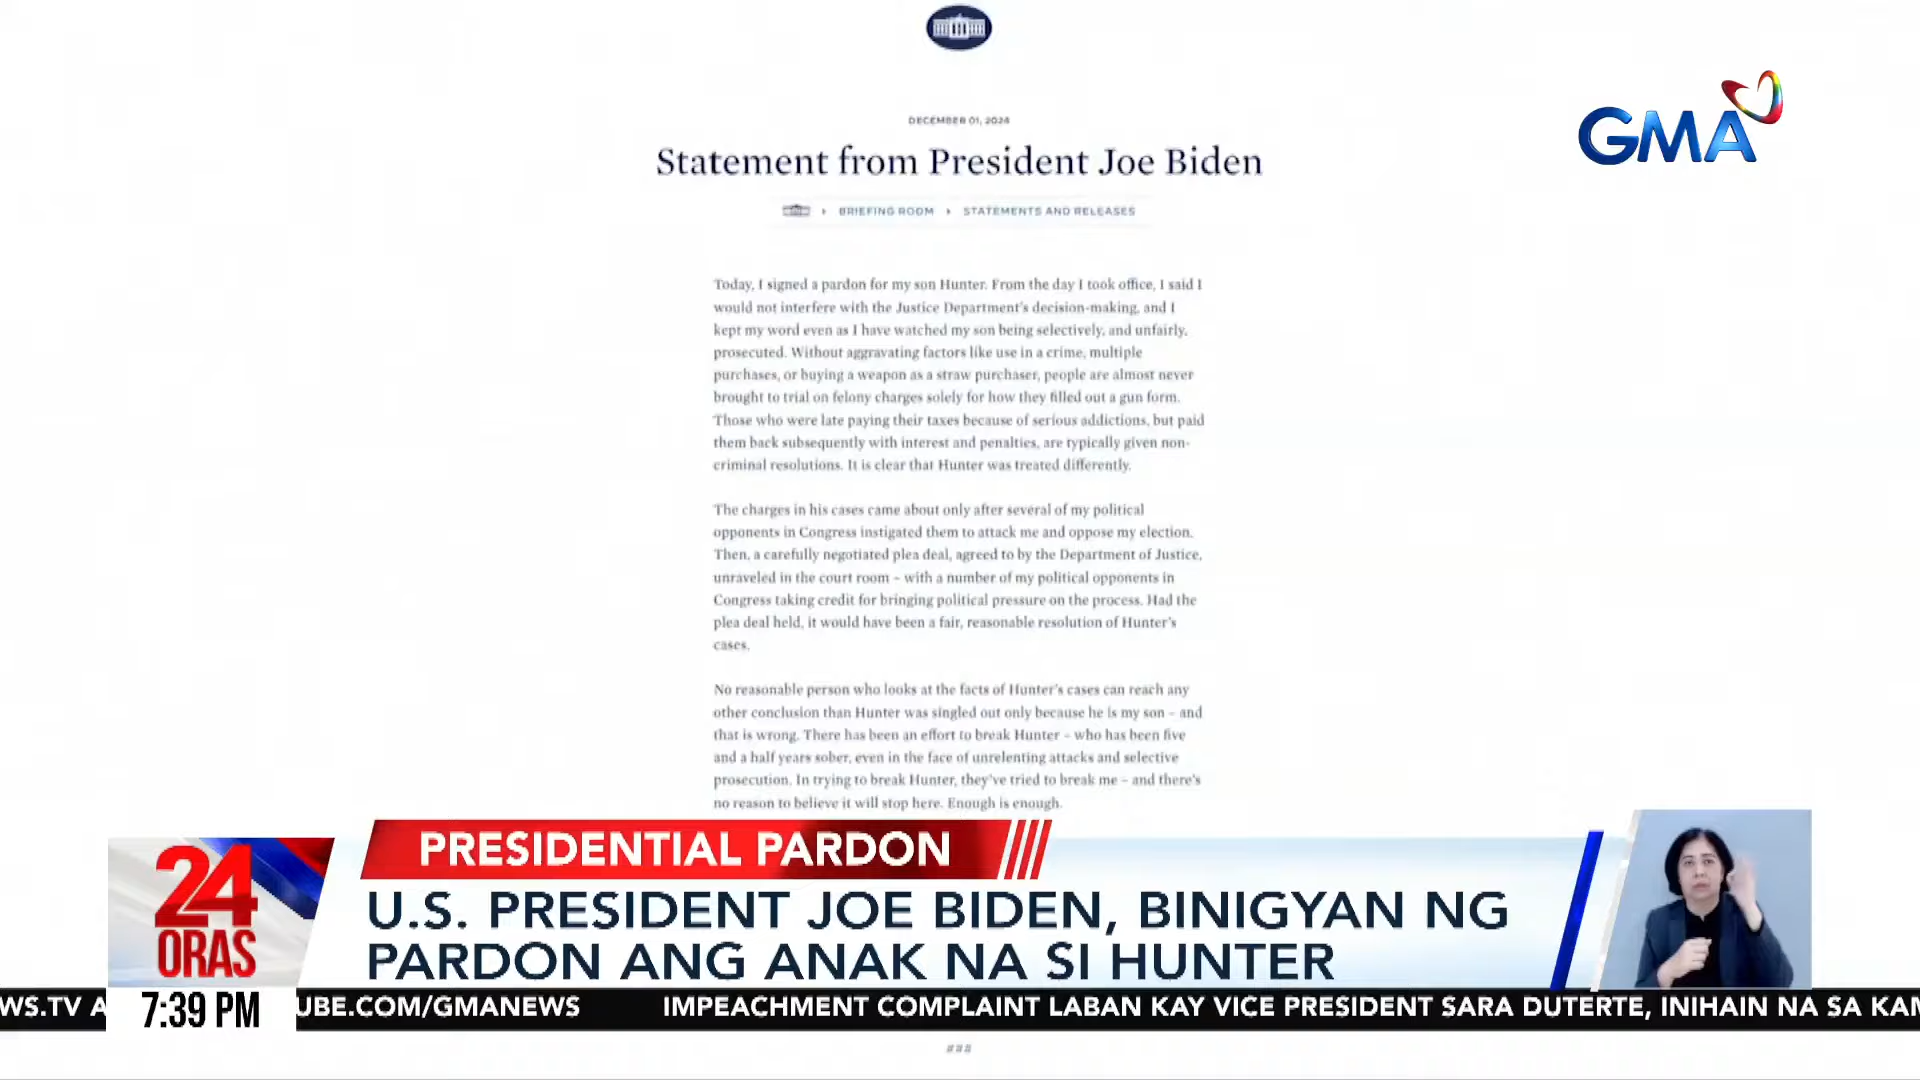 DECEMBER 01, 2024
GMA
Statement from President Joe Biden
BRIEFING ROOM
STATEMENTS AND RELEASES
Today, I signed a pardon for my son Hunter. From the day I took office, I said I
would not interfere with the Justice Department's decision-making, and I
kept my word even as I have watched my son being selectively, and unfairly,
prosecuted. Without aggravating factors like use in a crime, multiple
purchases, or buying a weapon as a straw purchaser, people are almost never
brought to trial on felony charges solely for how they filled out a gun form.
Those who were late paying their taxes because of serious addictions, but paid
them back subsequently with interest and penalties, are typically given non-
criminal resolutions. It is clear that Hunter was treated differently.
The charges in his cases came about only after several of my political
opponents in Congress instigated them to attack me and oppose my election.
Then, a carefully negotiated plea deal, agreed to by the Department of Justice,
unraveled in the court room – with a number of my political opponents in
Congress taking credit for bringing political pressure on the process. Had the
plea deal held, it would have been a fair, reasonable resolution of Hunter's
cases.
No reasonable person who looks at the facts of Hunter's cases can reach any
other conclusion than Hunter was singled out only because he is my son – and
that is wrong. There has been an effort to break Hunter – who has been five
and a half years sober, even in the face of unrelenting attacks and selective
prosecution. In trying to break Hunter, they've tried to break me – and there's
no reason to believe it will stop here. Enough is enough.
PRESIDENTIAL PARDON
24
ORAS
U.S. PRESIDENT JOE BIDEN, BINIGYAN NG
PARDON ANG ANAK NA SI HUNTER
7:39 PM
WS.TV A
UBE.COM/GMANEWS IMPEACHMENT COMPLAINT LABAN KAY VICE PRESIDENT SARA DUTERTE, INIHAIN NA SA KAM
###